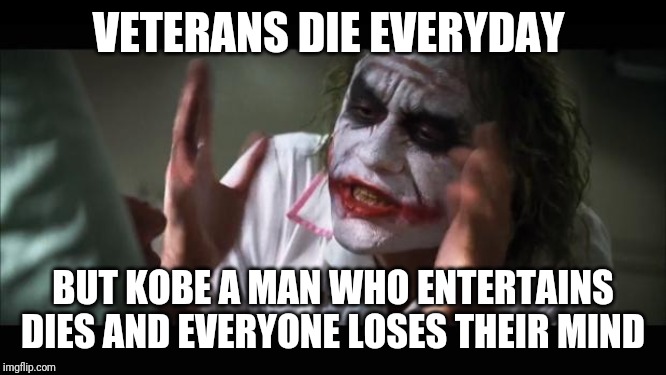 VETERANS DIE EVERYDAY
BUT KOBE A MAN WHO ENTERTAINS
DIES AND EVERYONE LOSES THEIR MIND
imgflip.com